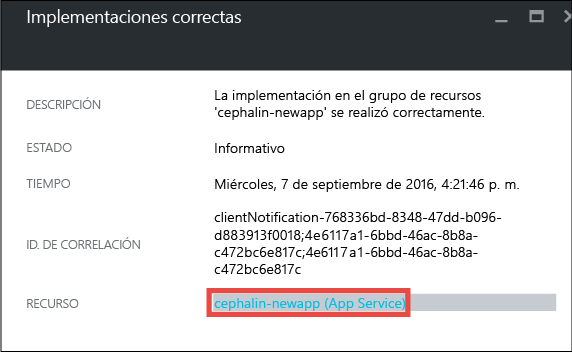 Implementaciones correctas
DESCRIPCIÓN
La implementación en el grupo de recursos
'cephalin-newapp' se realizó correctamente.
ESTADO
Informativo
TIEMPO
Miércoles, 7 de septiembre de 2016, 4:21:46 p. m.
ID. DE CORRELACIÓN
clientNotification-768336bd-8348-47dd-b096-
d883913f0018;4e6117a1-6bbd-46ac-8b8a-
c472bc6e817c;4e6117a1-6bbd-46ac-8b8a-
c472bc6e817c
RECURSO
cephalin-newapp (App Service)